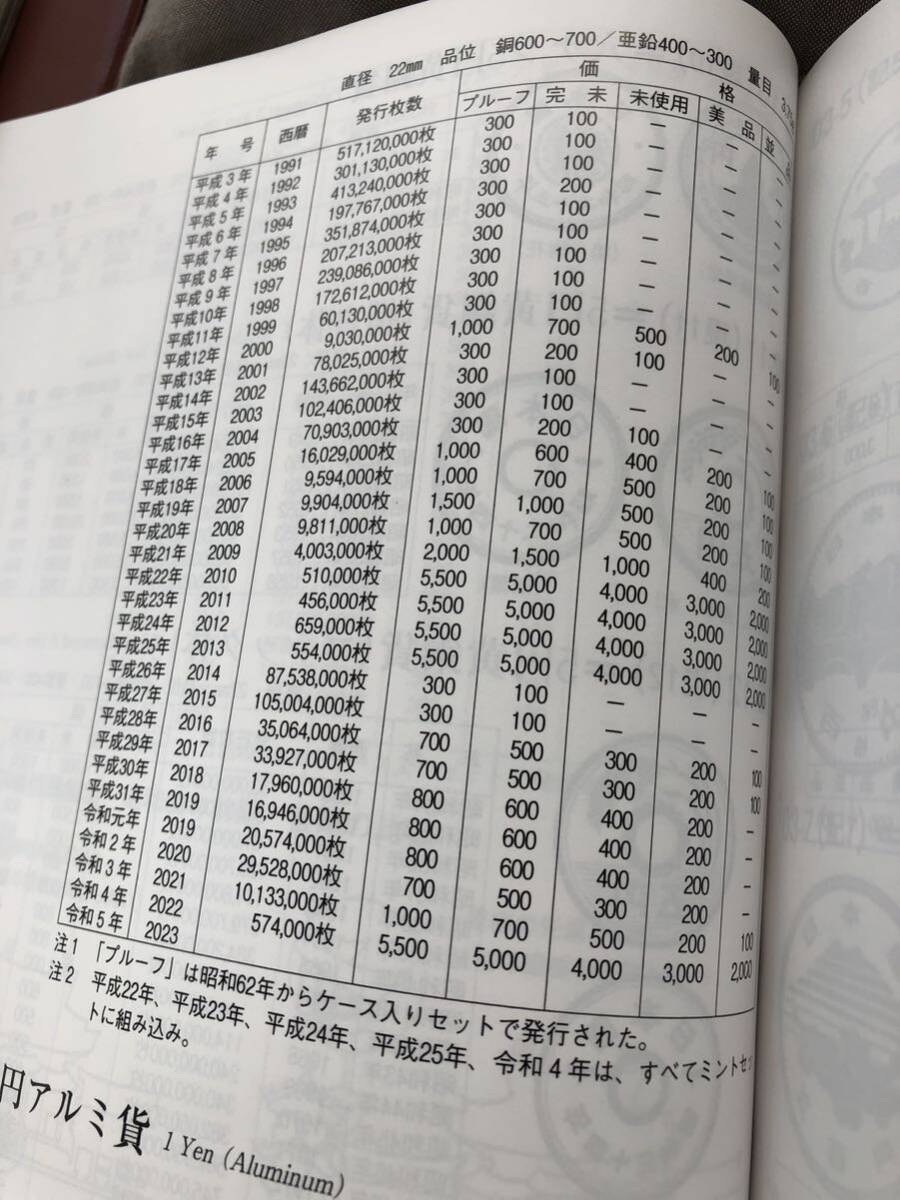 直径 22mm 品位 銅600～700／亜鉛400～300 量目
年 号 西暦 発行枚数 価 格
プルーフ 完 未 未使用 美 品 並
平成3年 1991 517,120,000枚 300 100 — — —
平成4年 1992 301,130,000枚 300 100 — — —
平成5年 1993 413,240,000枚 300 100 — — —
平成6年 1994 197,767,000枚 300 200 — — —
平成7年 1995 351,874,000枚 300 100 — — —
平成8年 1996 207,213,000枚 300 100 — — —
平成9年 1997 239,086,000枚 300 100 — — —
平成10年 1998 172,612,000枚 300 100 — — —
平成11年 1999 60,130,000枚 300 100 — — —
平成12年 2000 9,030,000枚 1,000 700 500 200 100
平成13年 2001 78,025,000枚 300 200 100 — —
平成14年 2002 143,662,000枚 300 100 — — —
平成15年 2003 102,406,000枚 300 100 — — —
平成16年 2004 70,903,000枚 300 200 100 — —
平成17年 2005 16,029,000枚 1,000 600 400 200 100
平成18年 2006 9,594,000枚 1,000 700 500 200 100
平成19年 2007 9,904,000枚 1,500 1,000 500 200 100
平成20年 2008 9,811,000枚 1,000 700 500 200 100
平成21年 2009 4,003,000枚 2,000 1,500 1,000 400 200
平成22年 2010 510,000枚 5,500 5,000 4,000 3,000 2,000
平成23年 2011 456,000枚 5,500 5,000 4,000 3,000 2,000
平成24年 2012 659,000枚 5,500 5,000 4,000 3,000 2,000
平成25年 2013 554,000枚 5,500 5,000 4,000 3,000 2,000
平成26年 2014 87,538,000枚 300 100 — — —
平成27年 2015 105,004,000枚 300 100 — — —
平成28年 2016 35,064,000枚 700 500 300 200 100
平成29年 2017 33,927,000枚 700 500 300 200 100
平成30年 2018 17,960,000枚 800 600 400 200 —
平成31年 2019 16,946,000枚 800 600 400 200 —
令和元年 2019 20,574,000枚 800 600 400 200 —
令和2年 2020 29,528,000枚 700 500 300 200 —
令和3年 2021 10,133,000枚 1,000 700 500 200 100
令和4年 2022 574,000枚 5,500 5,000 4,000 3,000 2,000
令和5年 2023
注1 「プルーフ」は昭和62年からケース入りセットで発行された。
注2 平成22年、平成23年、平成24年、平成25年、令和4年は、すべてミントセッ
トに組み込み。
円アルミ貨 1 Yen (Aluminum)